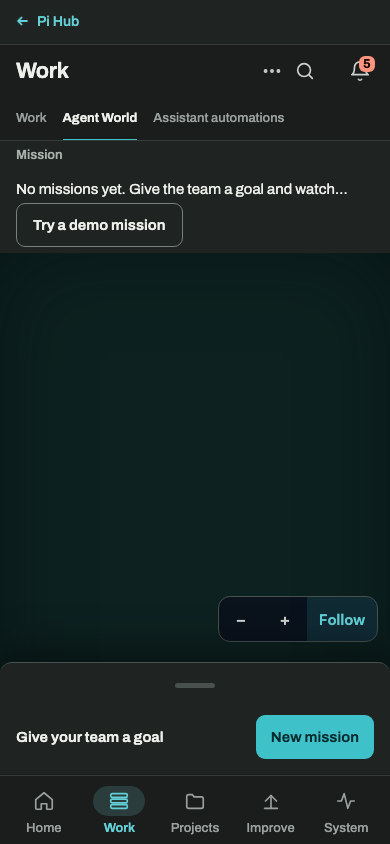 ← Pi Hub
Work
5
Work Agent World Assistant automations
Mission
No missions yet. Give the team a goal and watch...
Try a demo mission
− + Follow
Give your team a goal
New mission
Home Work Projects Improve System